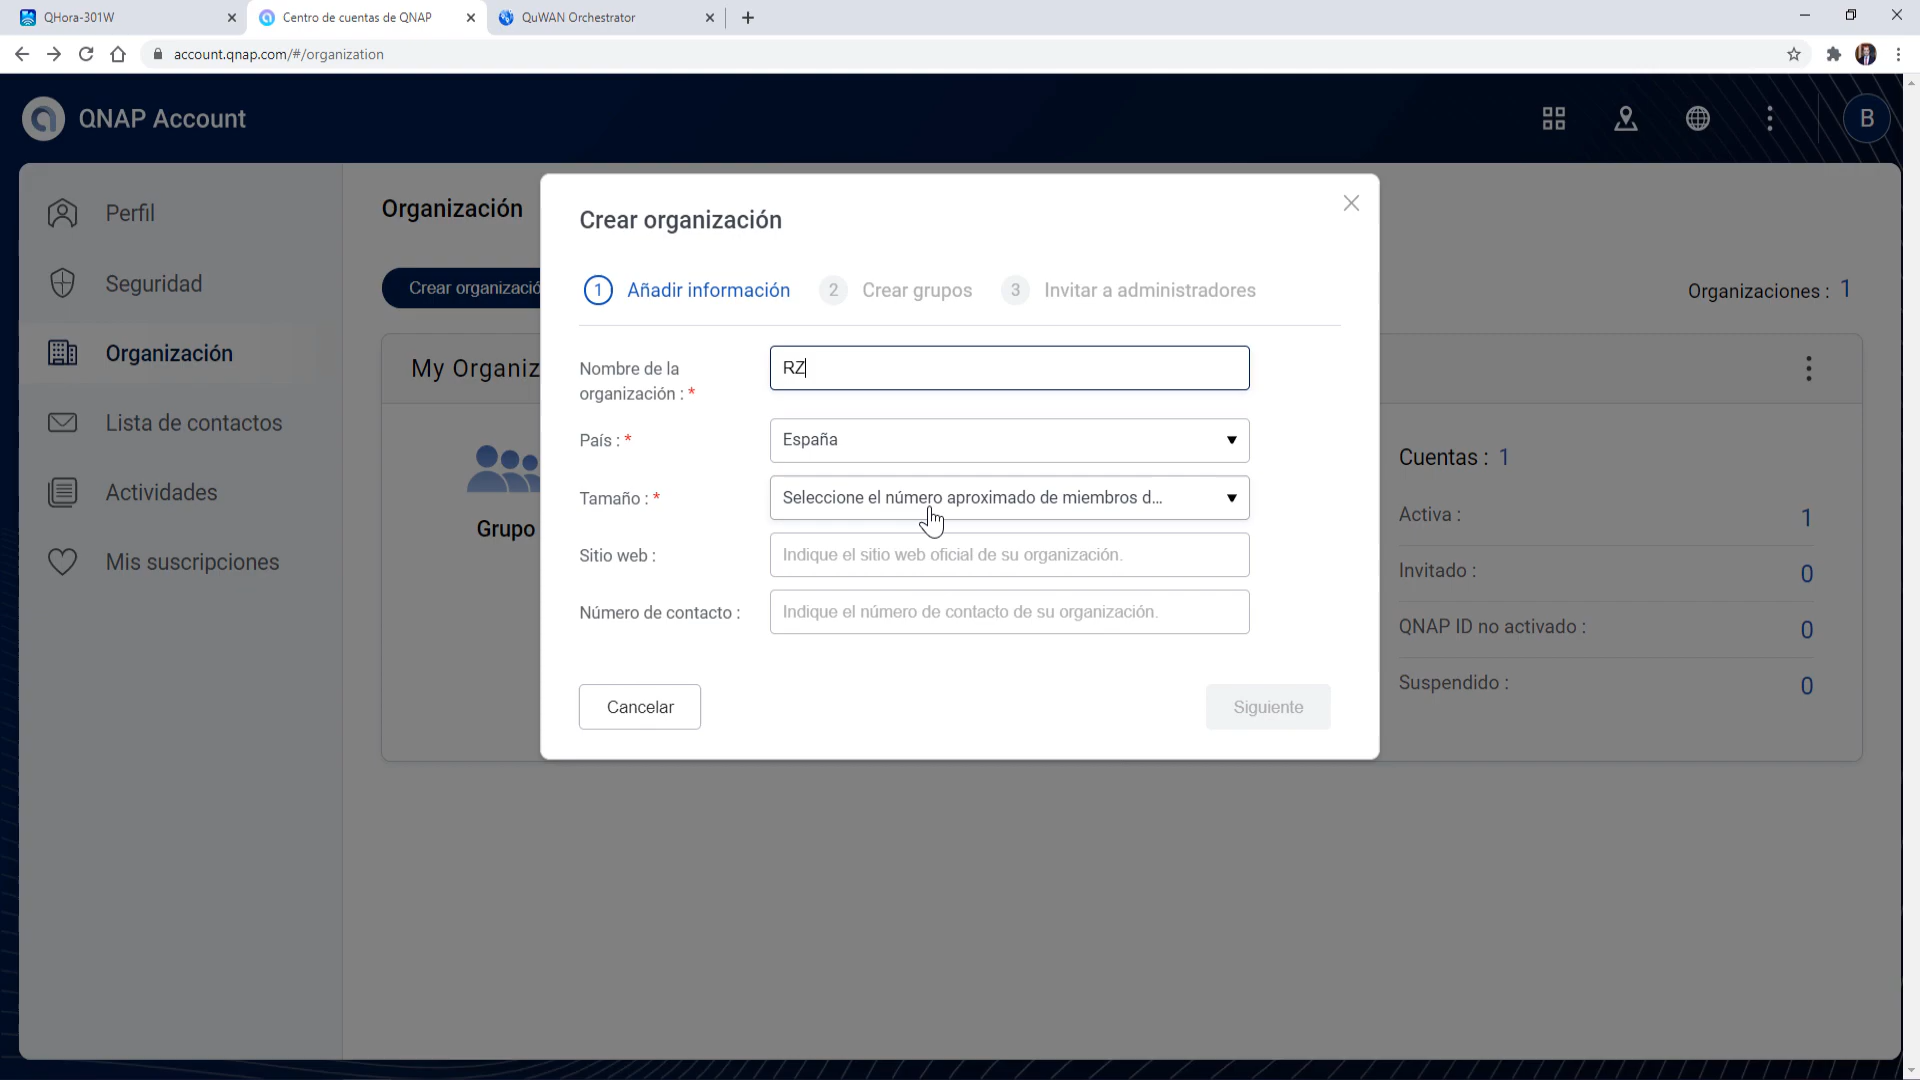 QHora-301W
Centro de cuentas de QNAP
QuWAN Orchestrator
account.qnap.com/#/organization
QNAP Account
B
Perfil
Seguridad
Organización
Lista de contactos
Actividades
Mis suscripciones
Organización
Crear organizació
Organizaciones : 1
My Organiz
Grupo
Cuentas : 1
Activa : 1
Invitado : 0
QNAP ID no activado : 0
Suspendido : 0
Crear organización
1 Añadir información 2 Crear grupos 3 Invitar a administradores
Nombre de la
organización : *
RZ
País : * España
Tamaño : * Seleccione el número aproximado de miembros d...
Sitio web : Indique el sitio web oficial de su organización.
Número de contacto : Indique el número de contacto de su organización.
Cancelar Siguiente